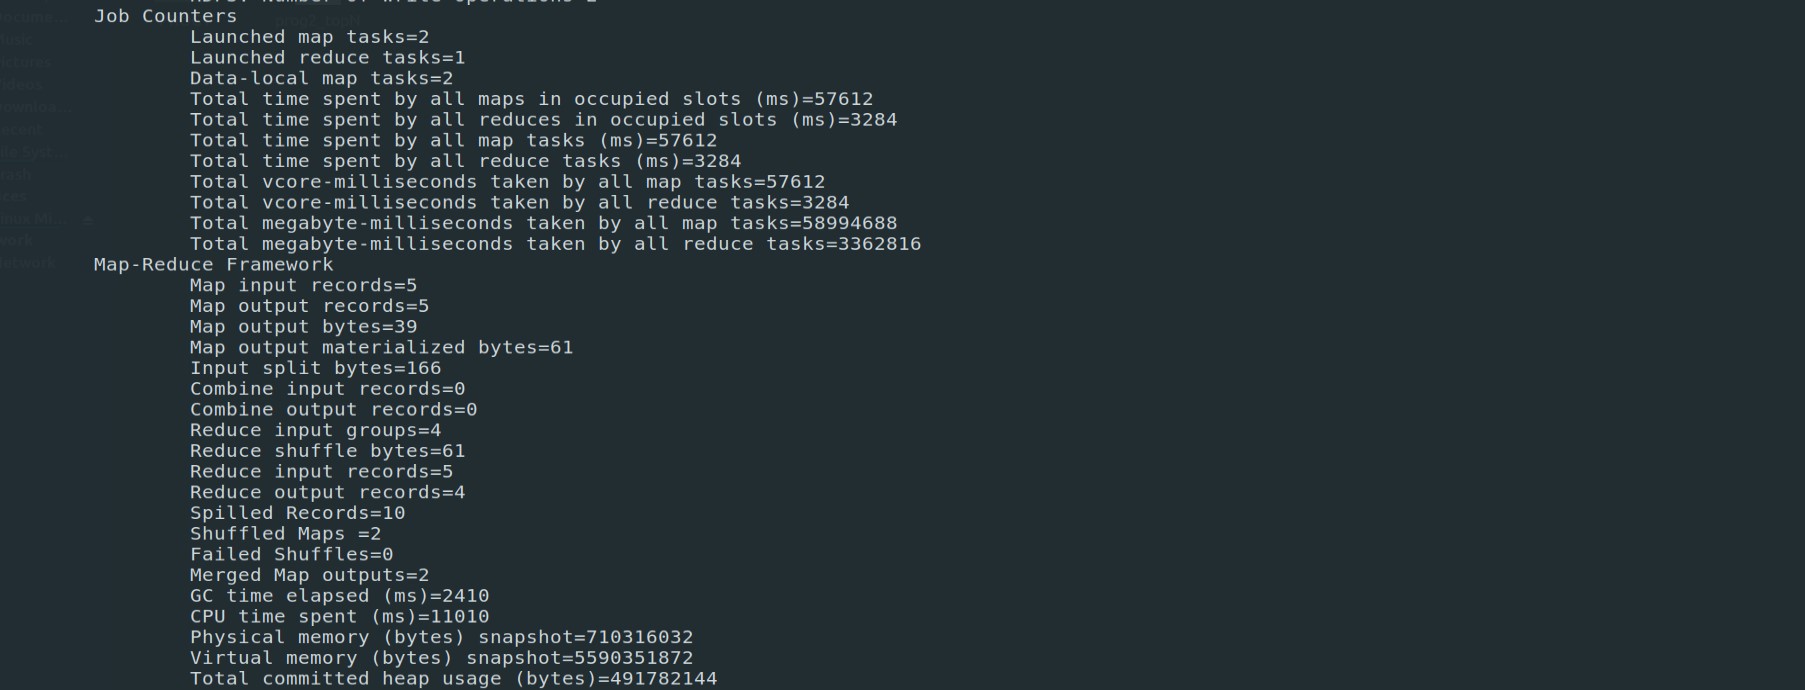 Job Counters
Launched map tasks=2
Launched reduce tasks=1
Data-local map tasks=2
Total time spent by all maps in occupied slots (ms)=57612
Total time spent by all reduces in occupied slots (ms)=3284
Total time spent by all map tasks (ms)=57612
Total time spent by all reduce tasks (ms)=3284
Total vcore-milliseconds taken by all map tasks=57612
Total vcore-milliseconds taken by all reduce tasks=3284
Total megabyte-milliseconds taken by all map tasks=58994688
Total megabyte-milliseconds taken by all reduce tasks=3362816
Map-Reduce Framework
Map input records=5
Map output records=5
Map output bytes=39
Map output materialized bytes=61
Input split bytes=166
Combine input records=0
Combine output records=0
Reduce input groups=4
Reduce shuffle bytes=61
Reduce input records=5
Reduce output records=4
Spilled Records=10
Shuffled Maps =2
Failed Shuffles=0
Merged Map outputs=2
GC time elapsed (ms)=2410
CPU time spent (ms)=11010
Physical memory (bytes) snapshot=710316032
Virtual memory (bytes) snapshot=5590351872
Total committed heap usage (bytes)=491782144